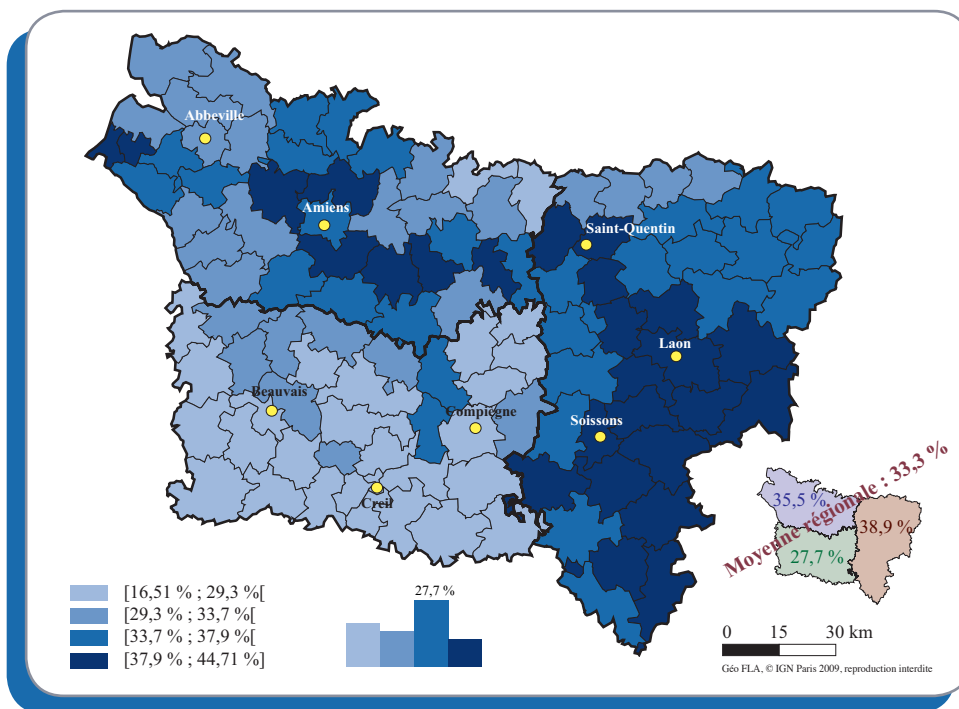 Abbeville
Amiens
Saint-Quentin
Laon
Beauvais
Compiègne
Soissons
Creil
Moyenne régionale : 33,3 %
35,5 %
38,9 %
27,7 %
[16,51 % ; 29,3 %[
[29,3 % ; 33,7 %[
[33,7 % ; 37,9 %[
[37,9 % ; 44,71 %]
27,7 %
0 15 30 km
Géo FLA, © IGN Paris 2009, reproduction interdite